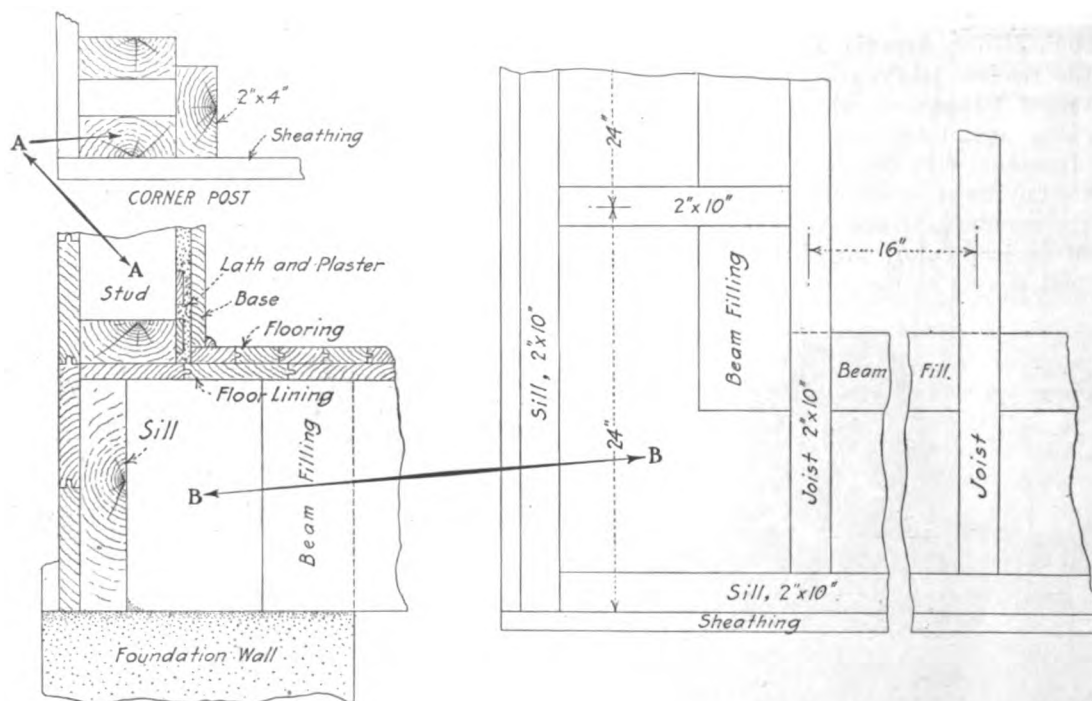 2"x4"
Sheathing
A
CORNER POST
A
Stud
Lath and Plaster
Base
Flooring
Floor Lining
Sill
B
Beam Filling
Foundation Wall
24"
2"x10"
16"
Beam Filling
Sill, 2"x10"
24"
Beam
Fill.
Joist 2"x10"
Joist
B
Sill, 2"x10"
Sheathing